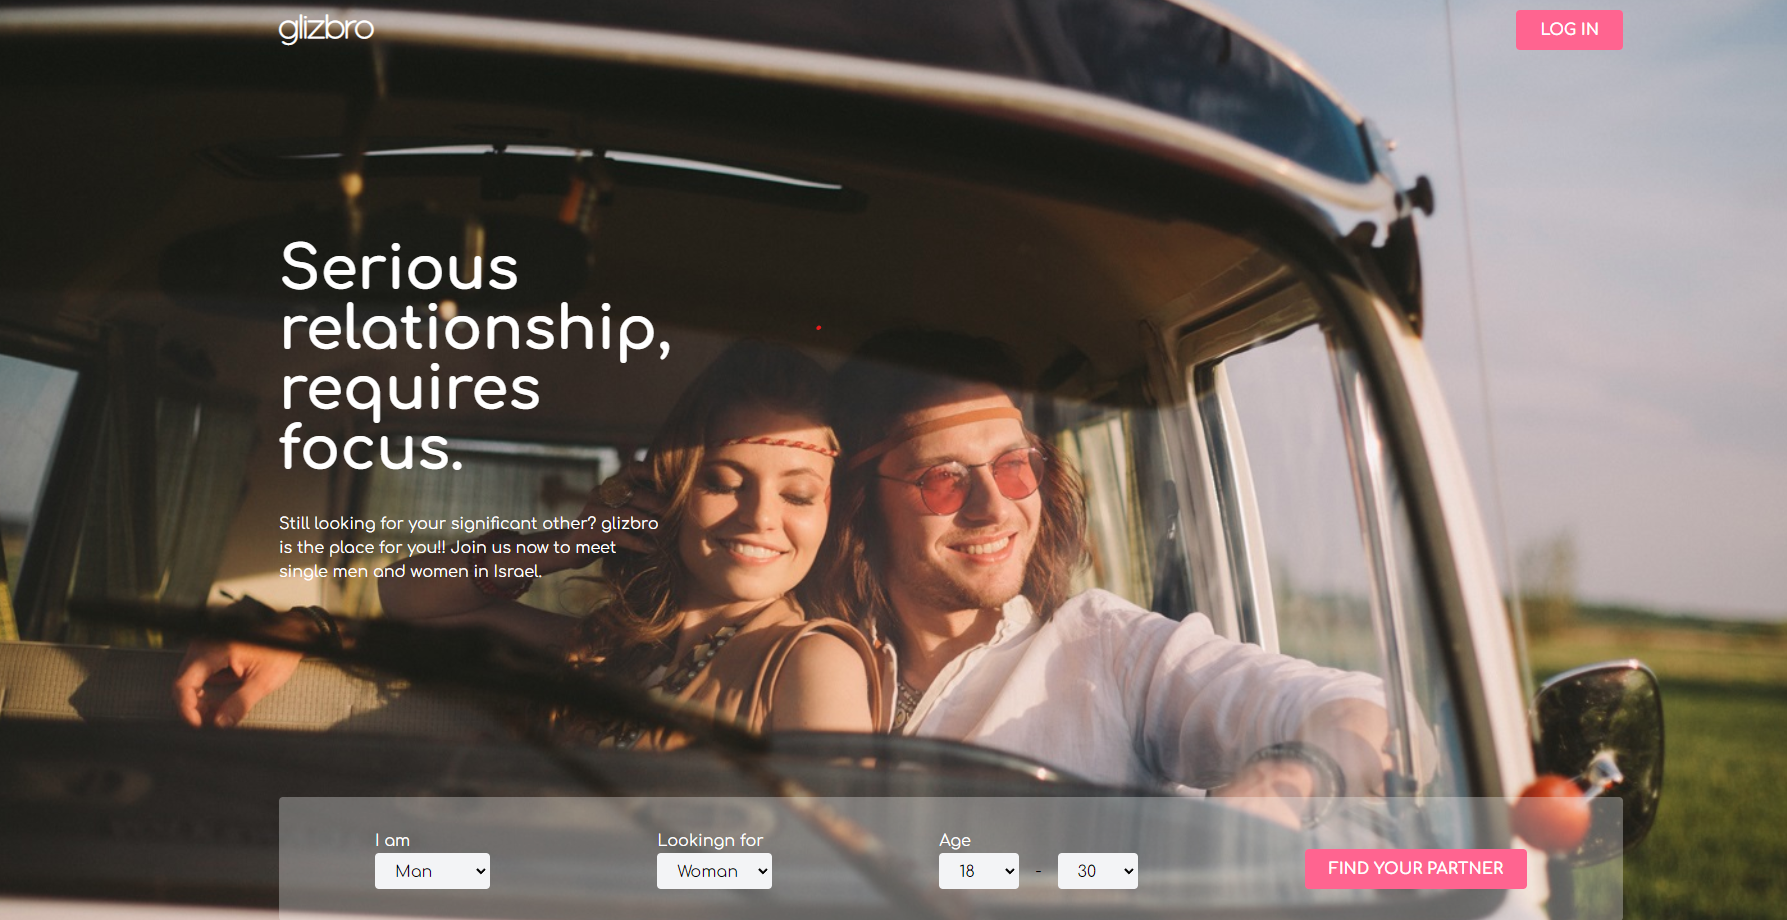 glizbro
LOG IN
Serious
relationship,
requires
focus.
Still looking for your significant other? glizbro
is the place for you!! Join us now to meet
single men and women in Israel.
I am
Lookingn for
Age
Man
Woman
18 - 30
FIND YOUR PARTNER